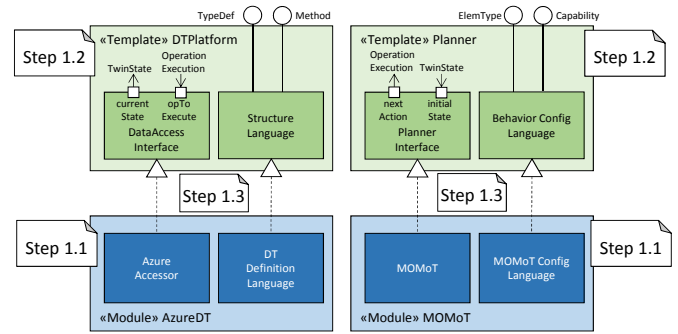 TypeDef
Method
ElemType
Capability
Step 1.2
«Template» DTPlatform
TwinState
Operation
Execution
current
State
opTo
Execute
DataAccess
Interface
Structure
Language
«Template» Planner
Operation
Execution
TwinState
next
Action
initial
State
Planner
Interface
Behavior Config
Language
Step 1.2
Step 1.3
Step 1.3
Step 1.1
Azure
Accessor
DT
Definition
Language
«Module» AzureDT
MOMoT
MOMoT Config
Language
«Module» MOMoT
Step 1.1